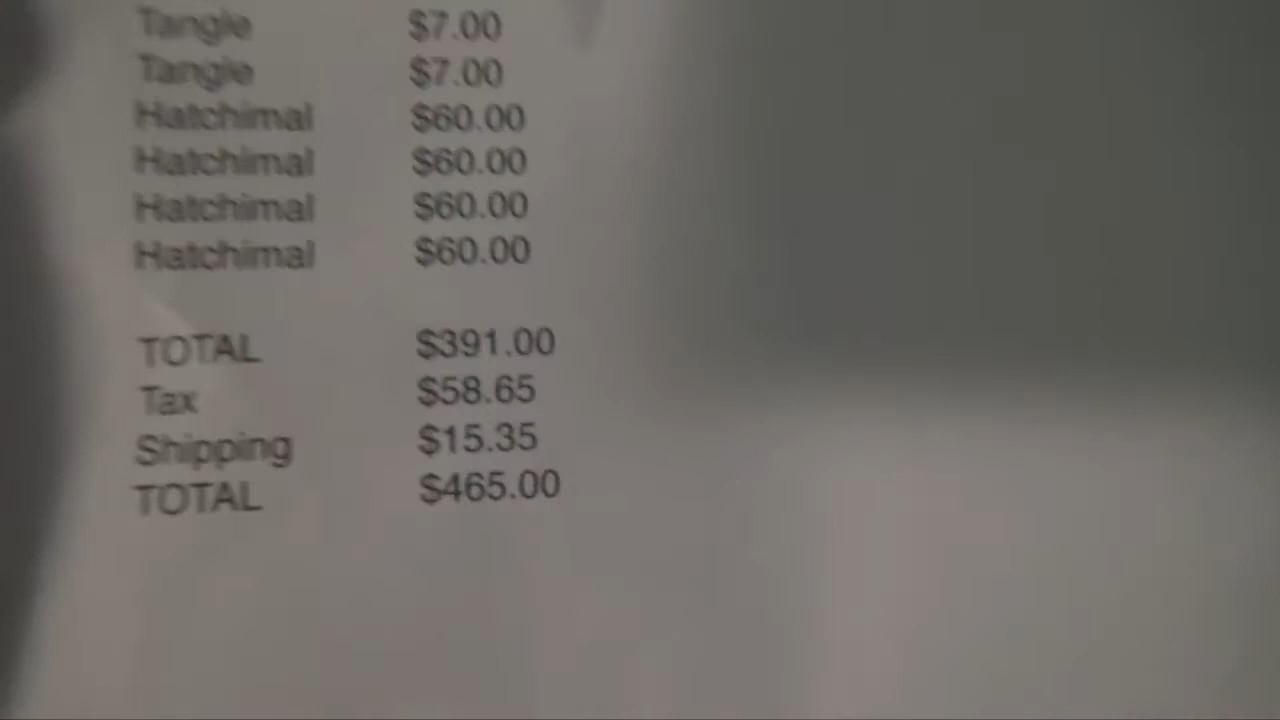 Tangle $7.00
Tangle $7.00
Hatchimal $60.00
Hatchimal $60.00
Hatchimal $60.00
Hatchimal $60.00
TOTAL $391.00
Tax $58.65
Shipping $15.35
TOTAL $465.00